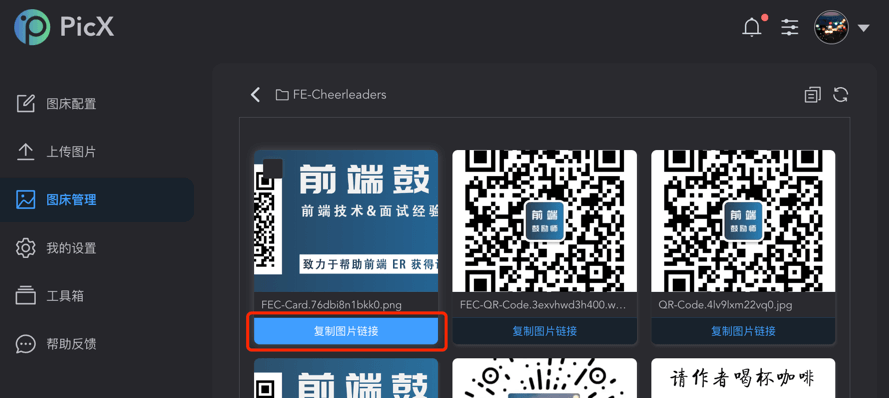 PicX
图床配置
上传图片
图床管理
我的设置
工具箱
帮助反馈
FE-Cheerleaders
前端鼓
前端技术&面试经验
致力于帮助前端 ER 获得
FEC-Card.76dbi8n1bkk0.png
复制图片链接
前端
鼓励师
FEC-QR-Code.3exvhwd3h400.w...
复制图片链接
前端
鼓励师
QR-Code.4lv9lxm22vq0.jpg
复制图片链接
前端鼓
请作者喝杯咖啡